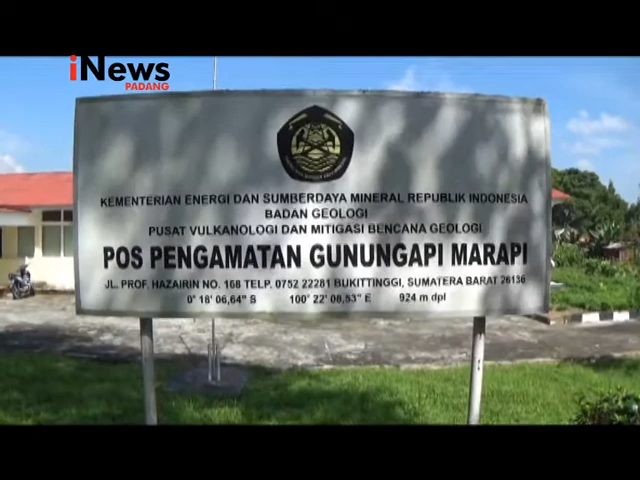 iNews
PADANG
KEMENTERIAN ENERGI DAN SUMBERDAYA MINERAL REPUBLIK INDONESIA
BADAN GEOLOGI
PUSAT VULKANOLOGI DAN MITIGASI BENCANA GEOLOGI
POS PENGAMATAN GUNUNGAPI MARAPI
JL. PROF. HAZAIRIN NO. 168 TELP. 0752 22281 BUKITTINGGI, SUMATERA BARAT 26136
0° 18' 06,64" S 100° 22' 08,53" E 924 m dpl